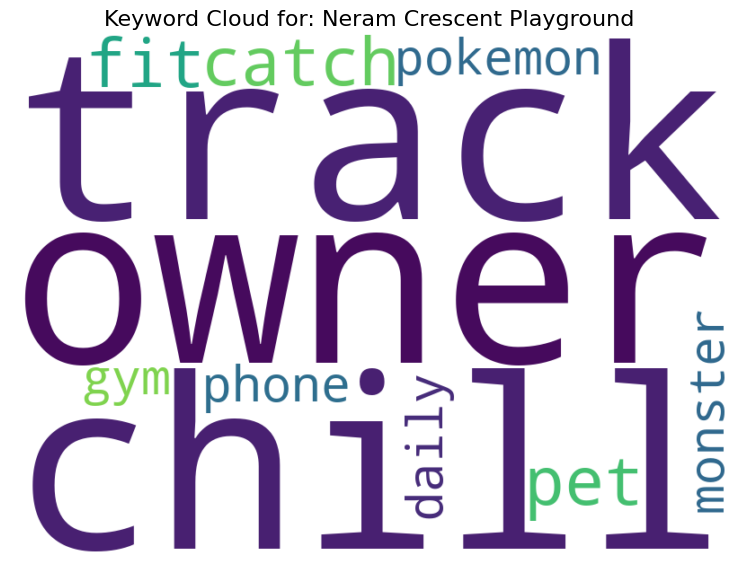 Keyword Cloud for: Neram Crescent Playground
fit catch pokemon
track
owner
gym phone
chill
daily
pet
monster